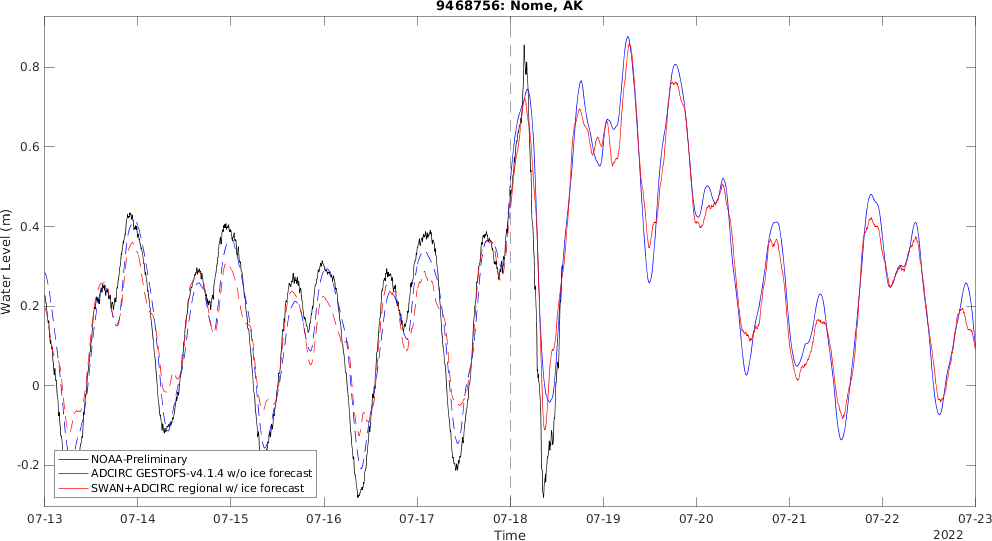 9468756: Nome, AK
Water Level (m)
0.8
0.6
0.4
0.2
0
-0.2
NOAA-Preliminary
ADCIRC GESTOFS-v4.1.4 w/o ice forecast
SWAN+ADCIRC regional w/ ice forecast
07-13 07-14 07-15 07-16 07-17 07-18 07-19 07-20 07-21 07-22 07-23
Time
2022